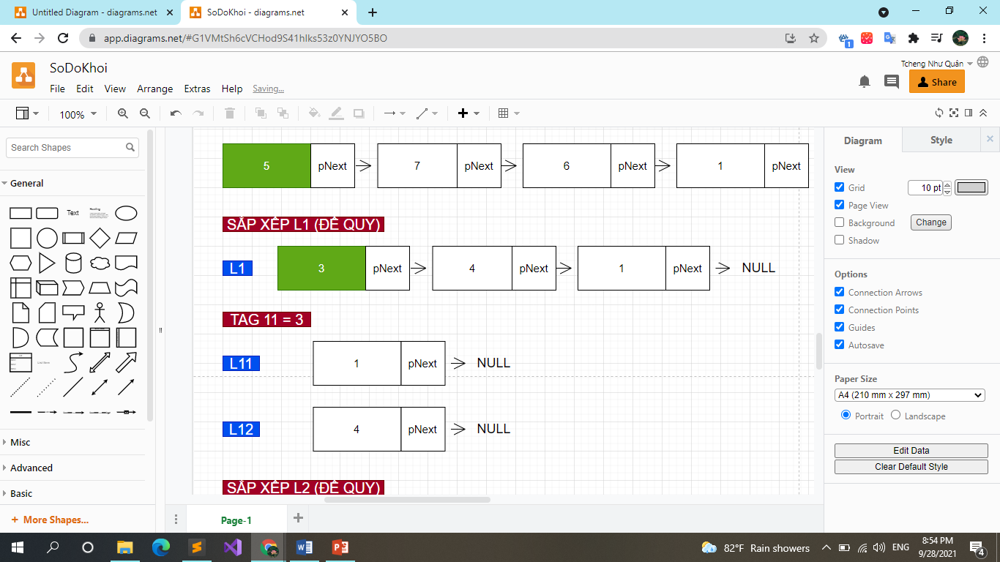 Untitled Diagram - diagrams.net
SoDoKhoi - diagrams.net
app.diagrams.net/#G1VMtSh6cVCHod9S41hIks53z0YNJYO5BO
1
SoDoKhoi
Tcheng Như Quân
File Edit View Arrange Extras Help Saving...
Share
100%
Search Shapes
General
Text
Heading
List Item
Misc
Advanced
Basic
+ More Shapes...
5 pNext 7 pNext 6 pNext 1 pNext
SẮP XẾP L1 (ĐỆ QUY)
L1 3 pNext 4 pNext 1 pNext NULL
TAG 11 = 3
L11 1 pNext NULL
L12 4 pNext NULL
SẮP XẾP L2 (ĐỆ QUY)
Page-1
Diagram Style
View
Grid 10 pt
Page View
Background Change
Shadow
Options
Connection Arrows
Connection Points
Guides
Autosave
Paper Size
A4 (210 mm x 297 mm)
Portrait Landscape
Edit Data
Clear Default Style
82°F Rain showers
ENG
8:54 PM
9/28/2021
4